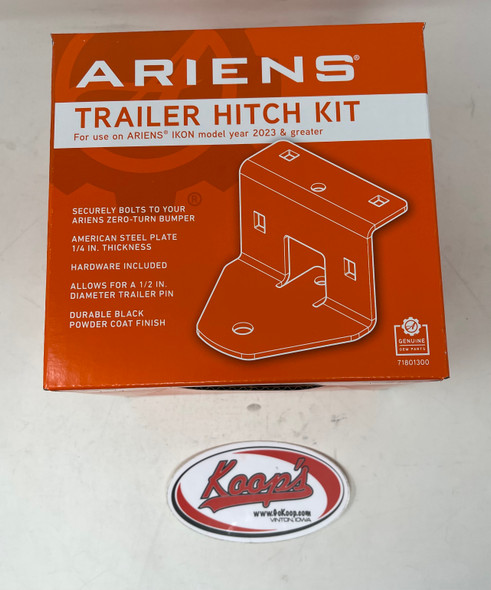 ARIENS®
TRAILER HITCH KIT
For use on ARIENS® IKON model year 2023 & greater
®
SECURELY BOLTS TO YOUR
ARIENS ZERO-TURN BUMPER
AMERICAN STEEL PLATE
1/4 IN. THICKNESS
HARDWARE INCLUDED
ALLOWS FOR A 1/2 IN.
DIAMETER TRAILER PIN
DURABLE BLACK
POWDER COAT FINISH
GENUINE
OEM PARTS
71801300
Koop's
www.GoKoop.com
VINTON, IOWA